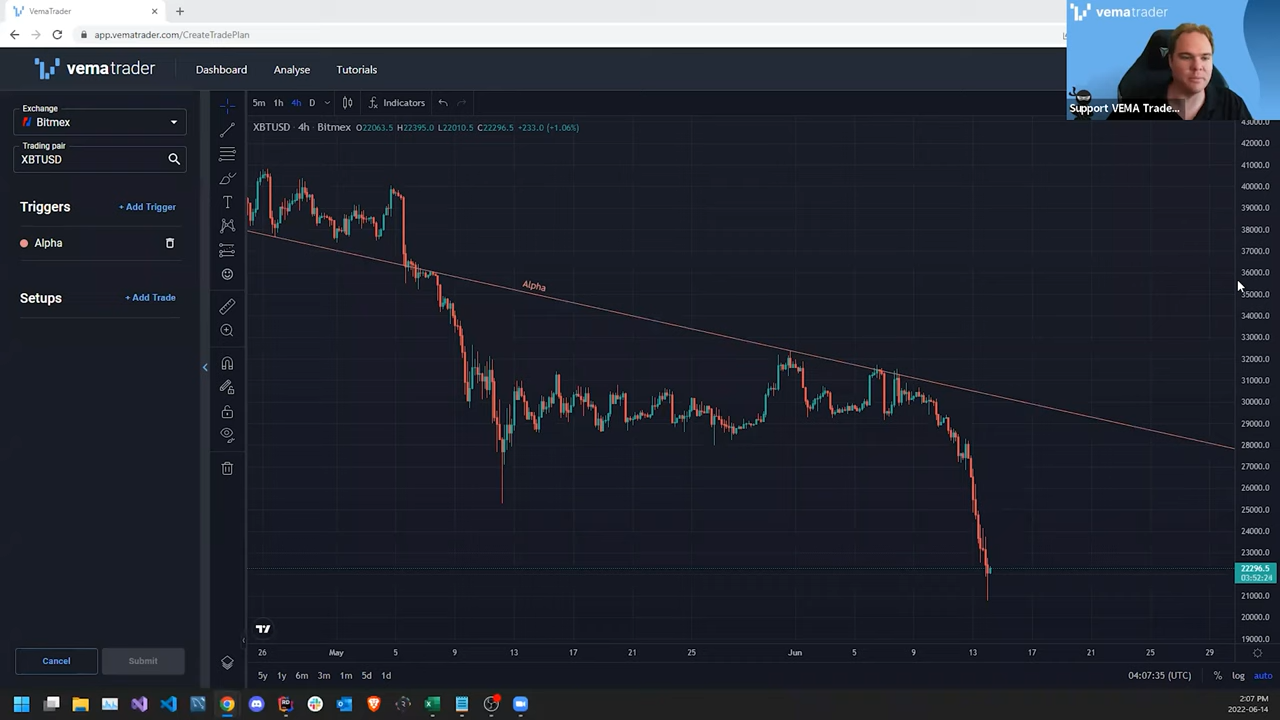 VemaTrader
app.vematrader.com/CreateTradePlan
vematrader
Support VEMA Trade...
vematrader
Dashboard
Analyse
Tutorials
Exchange
Bitmex
Trading pair
XBTUSD
Triggers
+ Add Trigger
Alpha
Setups
+ Add Trade
Cancel
Submit
5m 1h 4h D Indicators
XBTUSD · 4h · Bitmex O22063.5 H22395.0 L22010.5 C22296.5 +233.0 (+1.06%)
Alpha
43000.0
42000.0
41000.0
40000.0
39000.0
38000.0
37000.0
36000.0
35000.0
34000.0
33000.0
32000.0
31000.0
30000.0
29000.0
28000.0
27000.0
26000.0
25000.0
24000.0
23000.0
22296.5
03:52:24
21000.0
20000.0
19000.0
26 May 5 9 13 17 21 25 Jun 5 9 13 17 21 25 29
5y 1y 6m 3m 1m 5d 1d
04:07:35 (UTC) % log auto
2:07 PM
2022-06-14